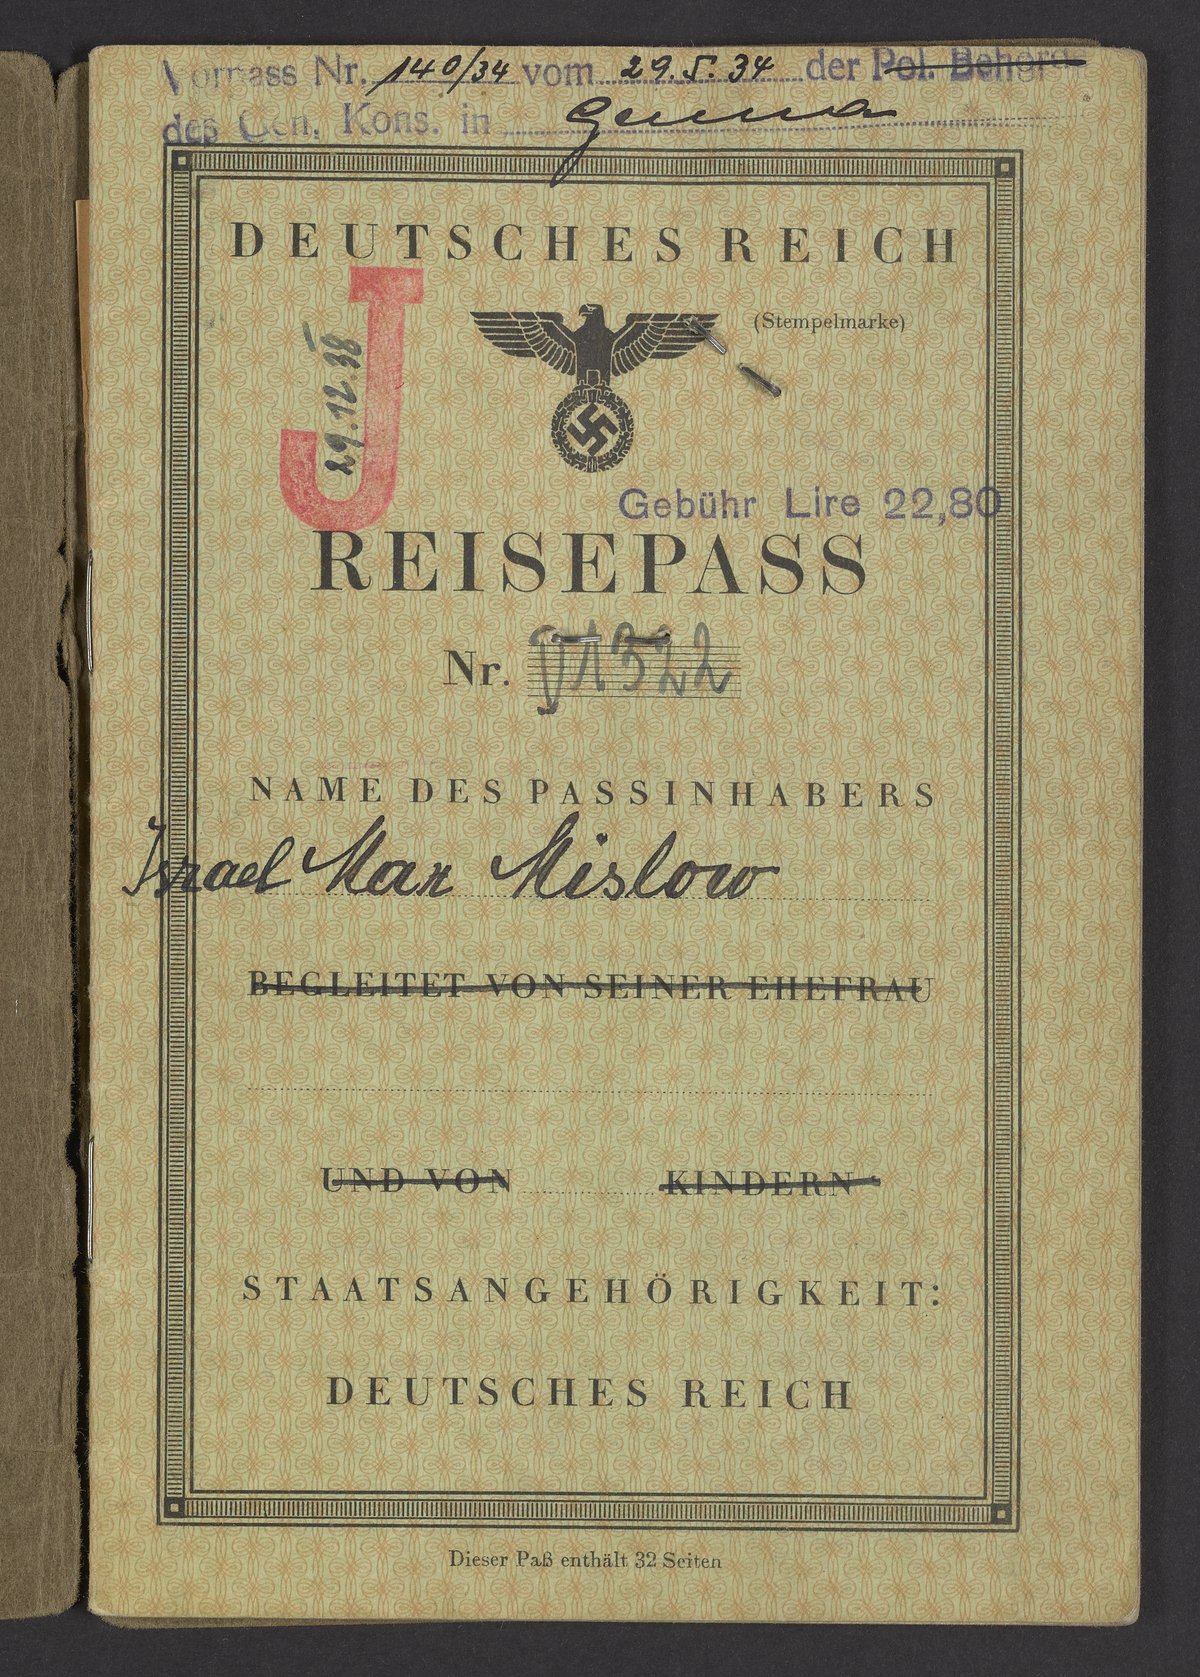 Vorpass Nr. 140/34 vom 29.5.34 der Pol. Behörde
des Gen. Kons. in Genua
DEUTSCHES REICH
(Stempelmarke)
J
29.12.38
Gebühr Lire 22,80
REISEPASS
Nr. 1322
NAME DES PASSINHABERS
Israel Max Mislow
BEGLEITET VON SEINER EHEFRAU
UND VON KINDERN
STAATSANGEHÖRIGKEIT:
DEUTSCHES REICH
Dieser Paß enthält 32 Seiten